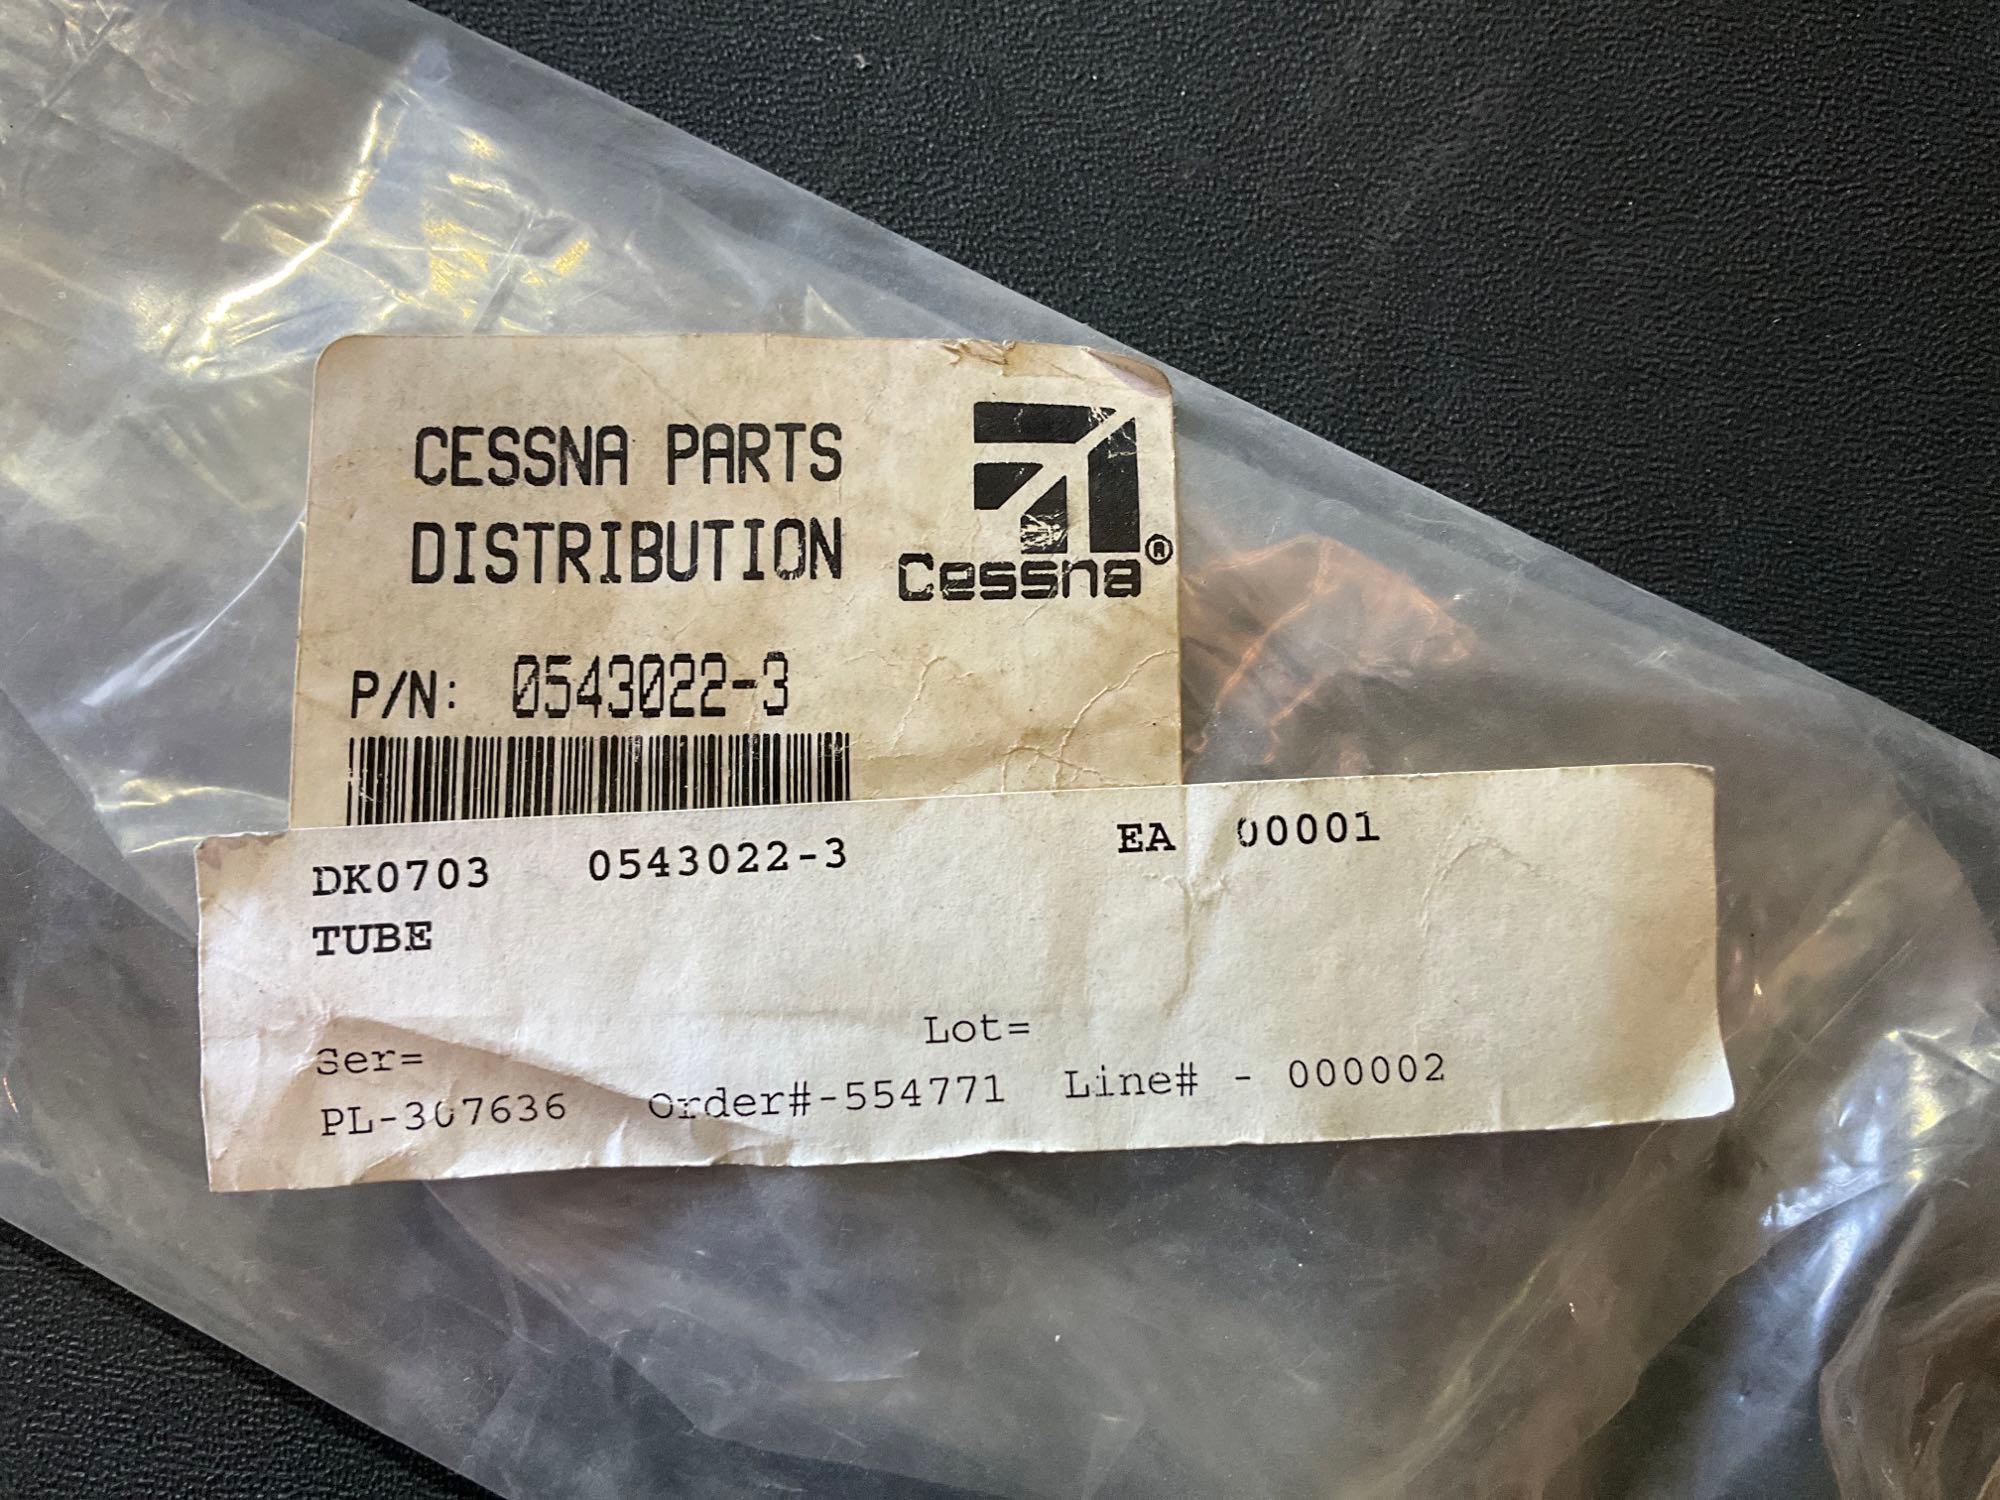 CESSNA PARTS
DISTRIBUTION
Cessna®
P/N: 0543022-3
DK0703 0543022-3 EA 00001
TUBE
Lot=
Ser=
PL-307636 Order#-554771 Line# - 000002